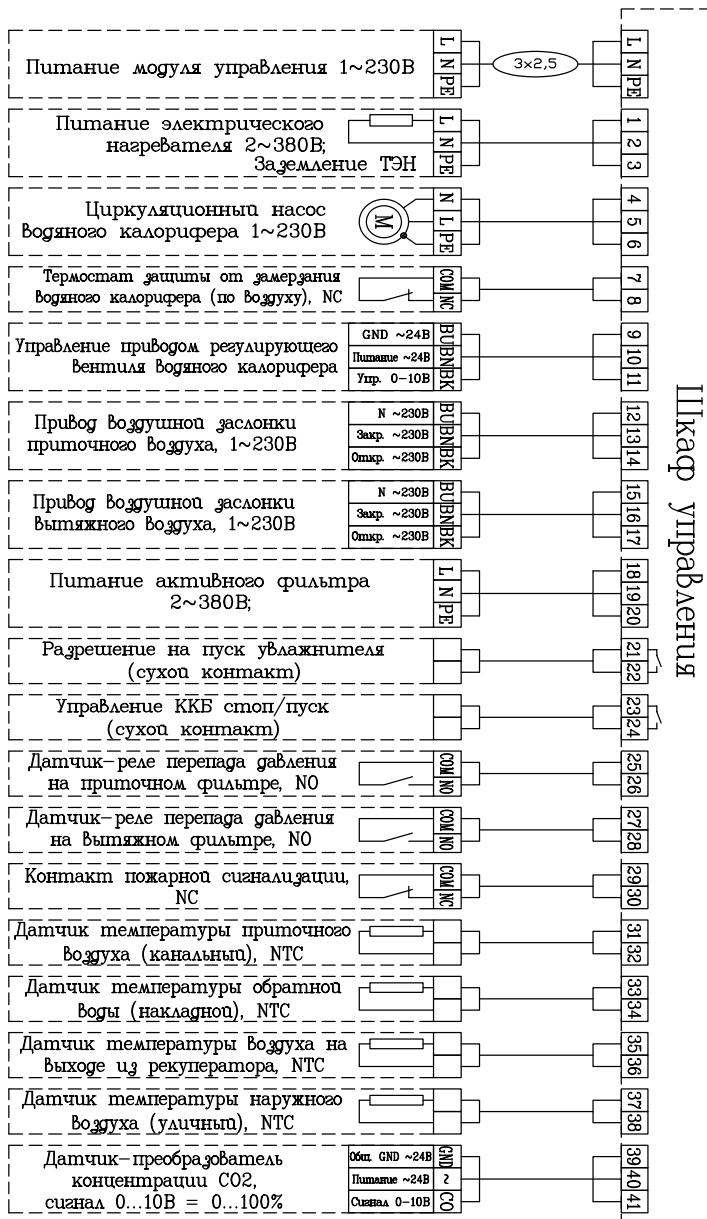 Питание модуля управления 1~230В
L
N
PE
3x2,5
L
N
PE
Питание электрического
нагревателя 2~380В;
Заземление ТЭН
L
N
PE
1
2
3
Циркуляционный насос
водяного калорифера 1~230В
M
N
L
PE
4
5
6
Термостат защиты от замерзания
водяного калорифера (по воздуху), NC
COM
NC
7
8
Управление приводом регулирующего
вентиля водяного калорифера
GND ~24В
Питание ~24В
Упр. 0-10В
BU
BN
BK
9
10
11
Привод воздушной заслонки
приточного воздуха, 1~230В
N ~230В
Закр. ~230В
Откр. ~230В
BU
BN
BK
12
13
14
Привод воздушной заслонки
вытяжного воздуха, 1~230В
N ~230В
Закр. ~230В
Откр. ~230В
BU
BN
BK
15
16
17
Питание активного фильтра
2~380В;
L
N
PE
18
19
20
Разрешение на пуск увлажнителя
(сухой контакт)
21
22
Управление ККБ стоп/пуск
(сухой контакт)
23
24
Датчик-реле перепада давления
на приточном фильтре, NO
COM
NO
25
26
Датчик-реле перепада давления
на вытяжном фильтре, NO
COM
NO
27
28
Контакт пожарной сигнализации,
NC
COM
NC
29
30
Датчик температуры приточного
воздуха (канальный), NTC
31
32
Датчик температуры обратной
воды (накладной), NTC
33
34
Датчик температуры воздуха на
выходе из рекуператора, NTC
35
36
Датчик температуры наружного
воздуха (уличный), NTC
37
38
Датчик-преобразователь
концентрации CO2,
сигнал 0...10В = 0...100%
Общ. GND ~24В
Питание ~24В
Сигнал 0-10В
GND
~
CO
39
40
41
Шкаф управления